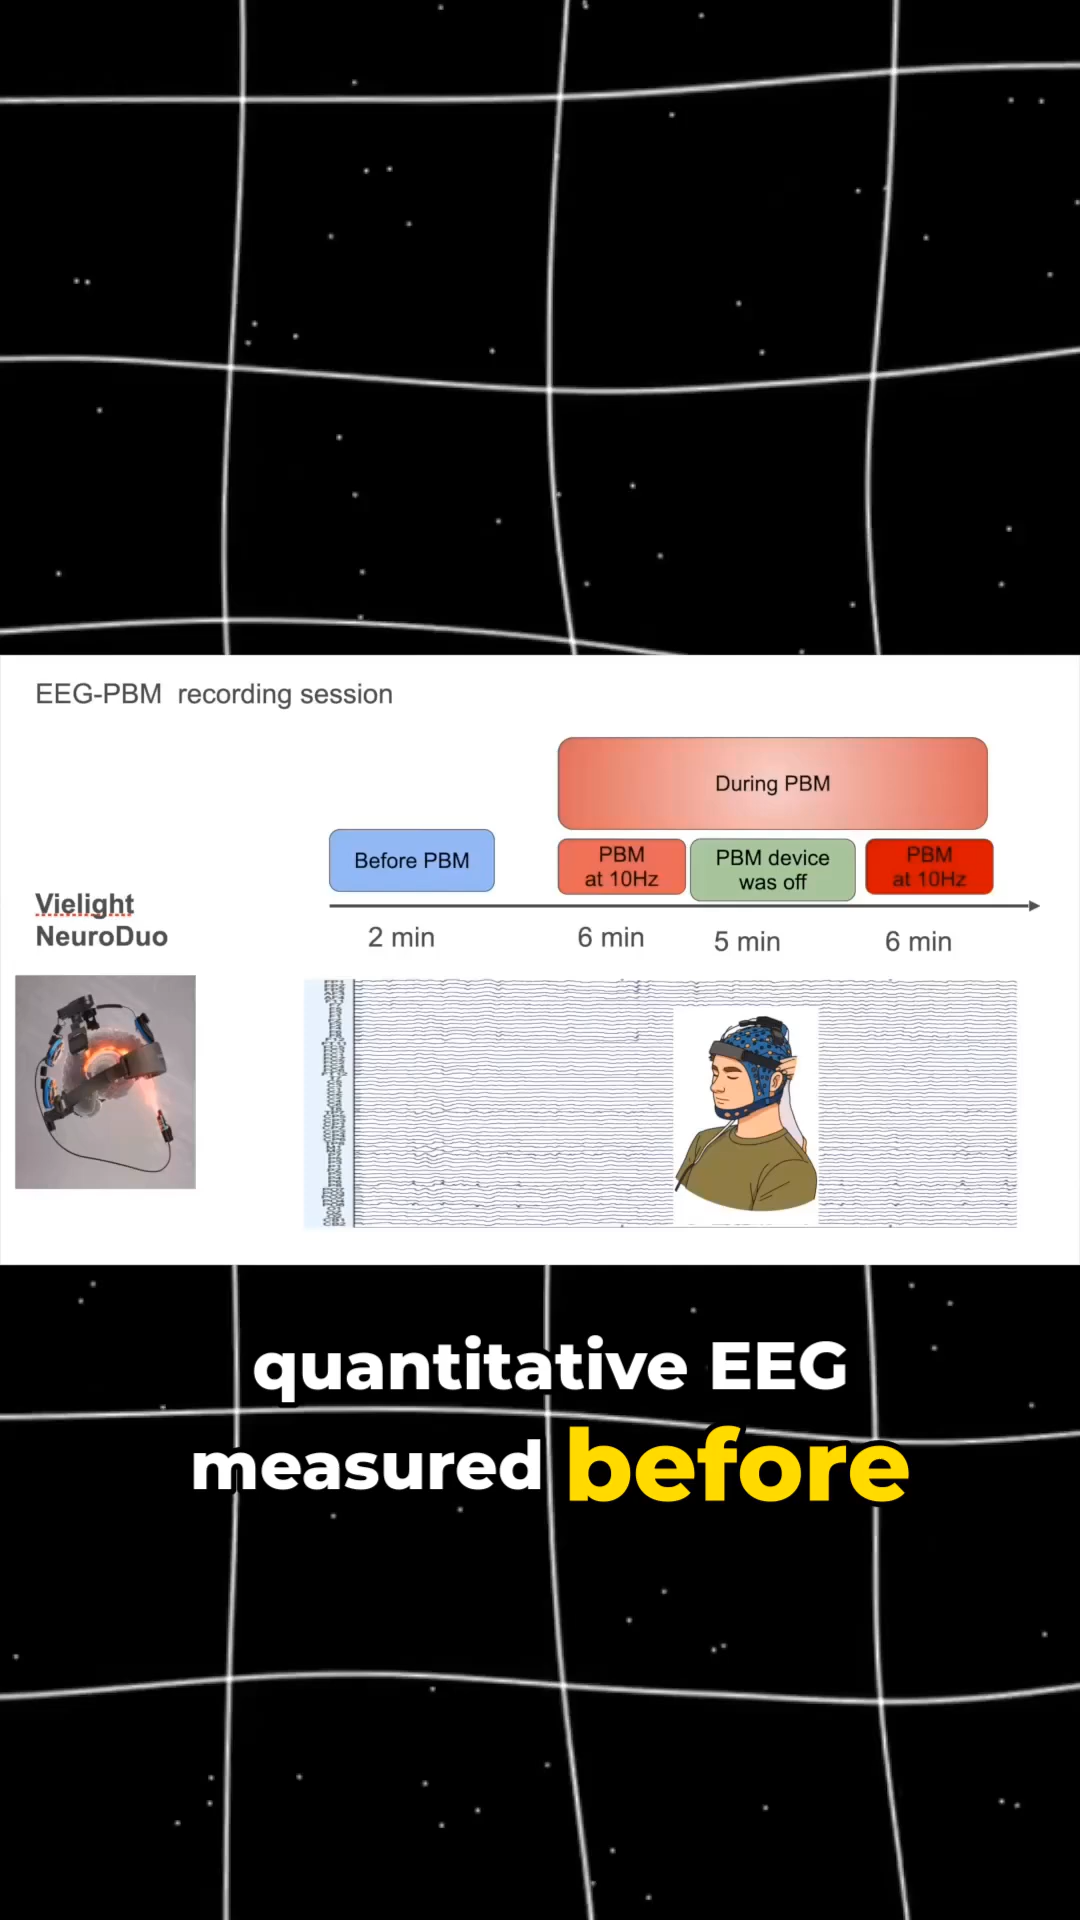 EEG-PBM recording session
During PBM
Before PBM
PBM
at 10Hz
PBM device
was off
PBM
at 10Hz
Vielight
NeuroDuo
2 min
6 min
5 min
6 min
quantitative EEG
measured before